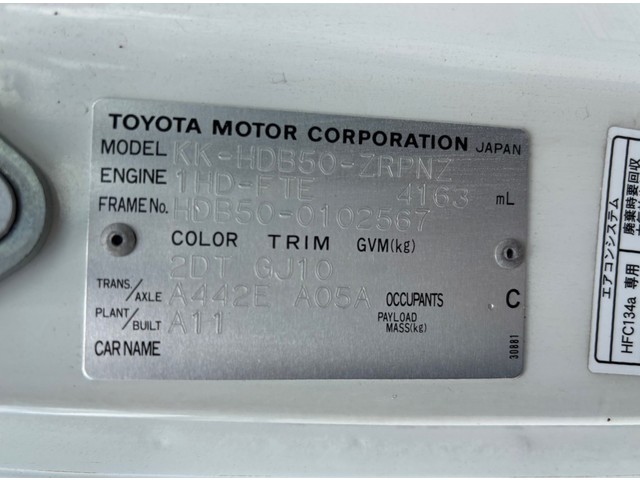 TOYOTA MOTOR CORPORATION JAPAN
MODEL KK-HDB50-ZRPNZ
ENGINE 1HD-FTE 4163 mL
FRAME No. HDB50-0102567
COLOR TRIM GVM(kg)
2DT GJ10
TRANS/AXLE A442E A05A OCCUPANTS C
PLANT/BUILT A11 PAYLOAD MASS(kg)
CAR NAME
30881
エアコンシステム
HFC134a 専用
廃棄時要回収